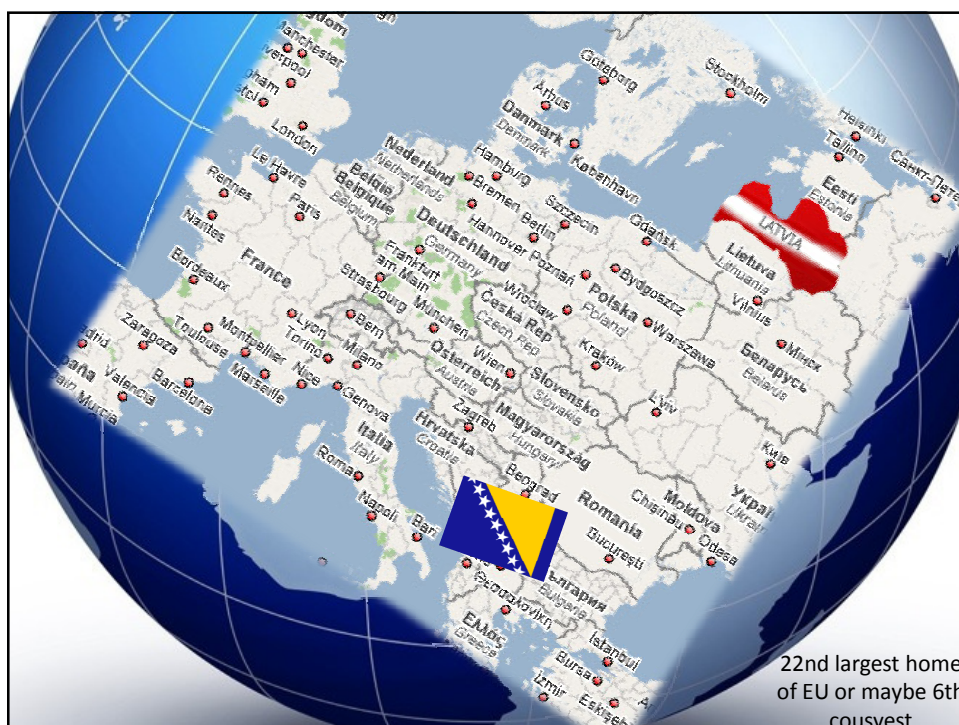 Manchester
London
Le Havre
Rennes
Paris
Nantes
France
Bordeaux
Lyon
Toulouse
Montpellier
Marseille
Nice
Zaragoza
Barcelona
Valencia
Murcia
Torino
Milano
Genova
Bern
België
Belgique
Belgium
Nederland
Netherlands
Deutschland
Germany
Hamburg
Bremen
Hannover
Berlin
Frankfurt
am Main
Strasbourg
München
Danmark
Denmark
Århus
København
Göteborg
Stockholm
Helsinki
Tallinn
Eesti
Estonia
LATVIA
Lietuva
Lithuania
Vilnius
Szczecin
Gdańsk
Bydgoszcz
Poznań
Polska
Poland
Wrocław
Warszawa
Kraków
Česká Rep
Czech Rep
Österreich
Austria
Wien
Slovensko
Slovakia
Magyarország
Hungary
Zagreb
Hrvatska
Croatia
Italia
Italy
Roma
Napoli
Bari
Beograd
Romania
București
Moldova
Chișinău
Odesa
L'viv
Київ
Мінск
Беларусь
Belarus
Bulgaria
Θεσσαλονίκη
Ελλάς
Greece
İstanbul
Bursa
İzmir
22nd largest home
of EU or maybe 6th
cousyest